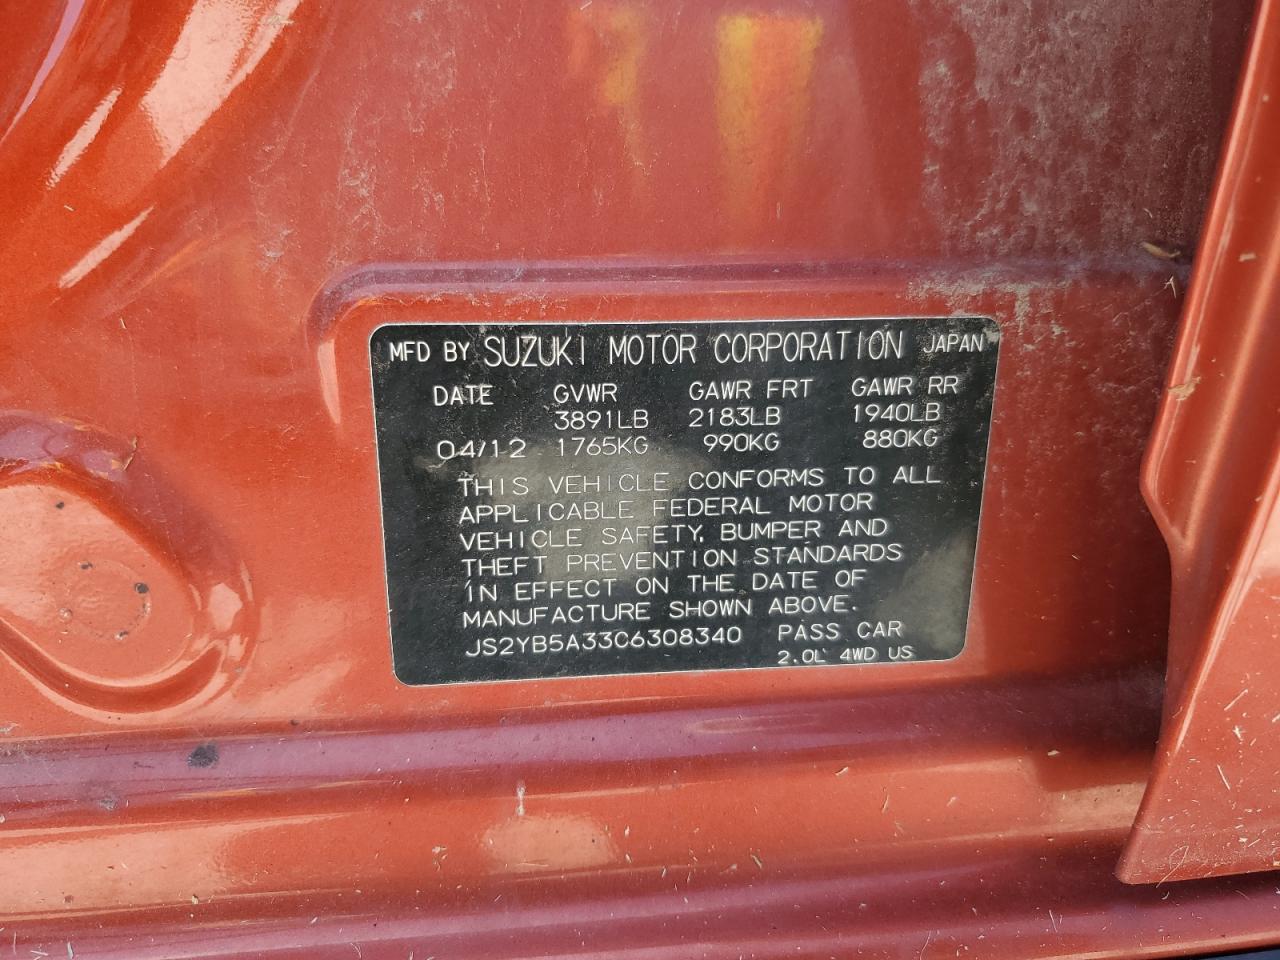 MFD BY SUZUKI MOTOR CORPORATION JAPAN
DATE GVWR GAWR FRT GAWR RR
3891LB 2183LB 1940LB
04/12 1765KG 990KG 880KG
THIS VEHICLE CONFORMS TO ALL
APPLICABLE FEDERAL MOTOR
VEHICLE SAFETY, BUMPER AND
THEFT PREVENTION STANDARDS
IN EFFECT ON THE DATE OF
MANUFACTURE SHOWN ABOVE.
JS2YB5A33C6308340 PASS CAR
2.0L 4WD US